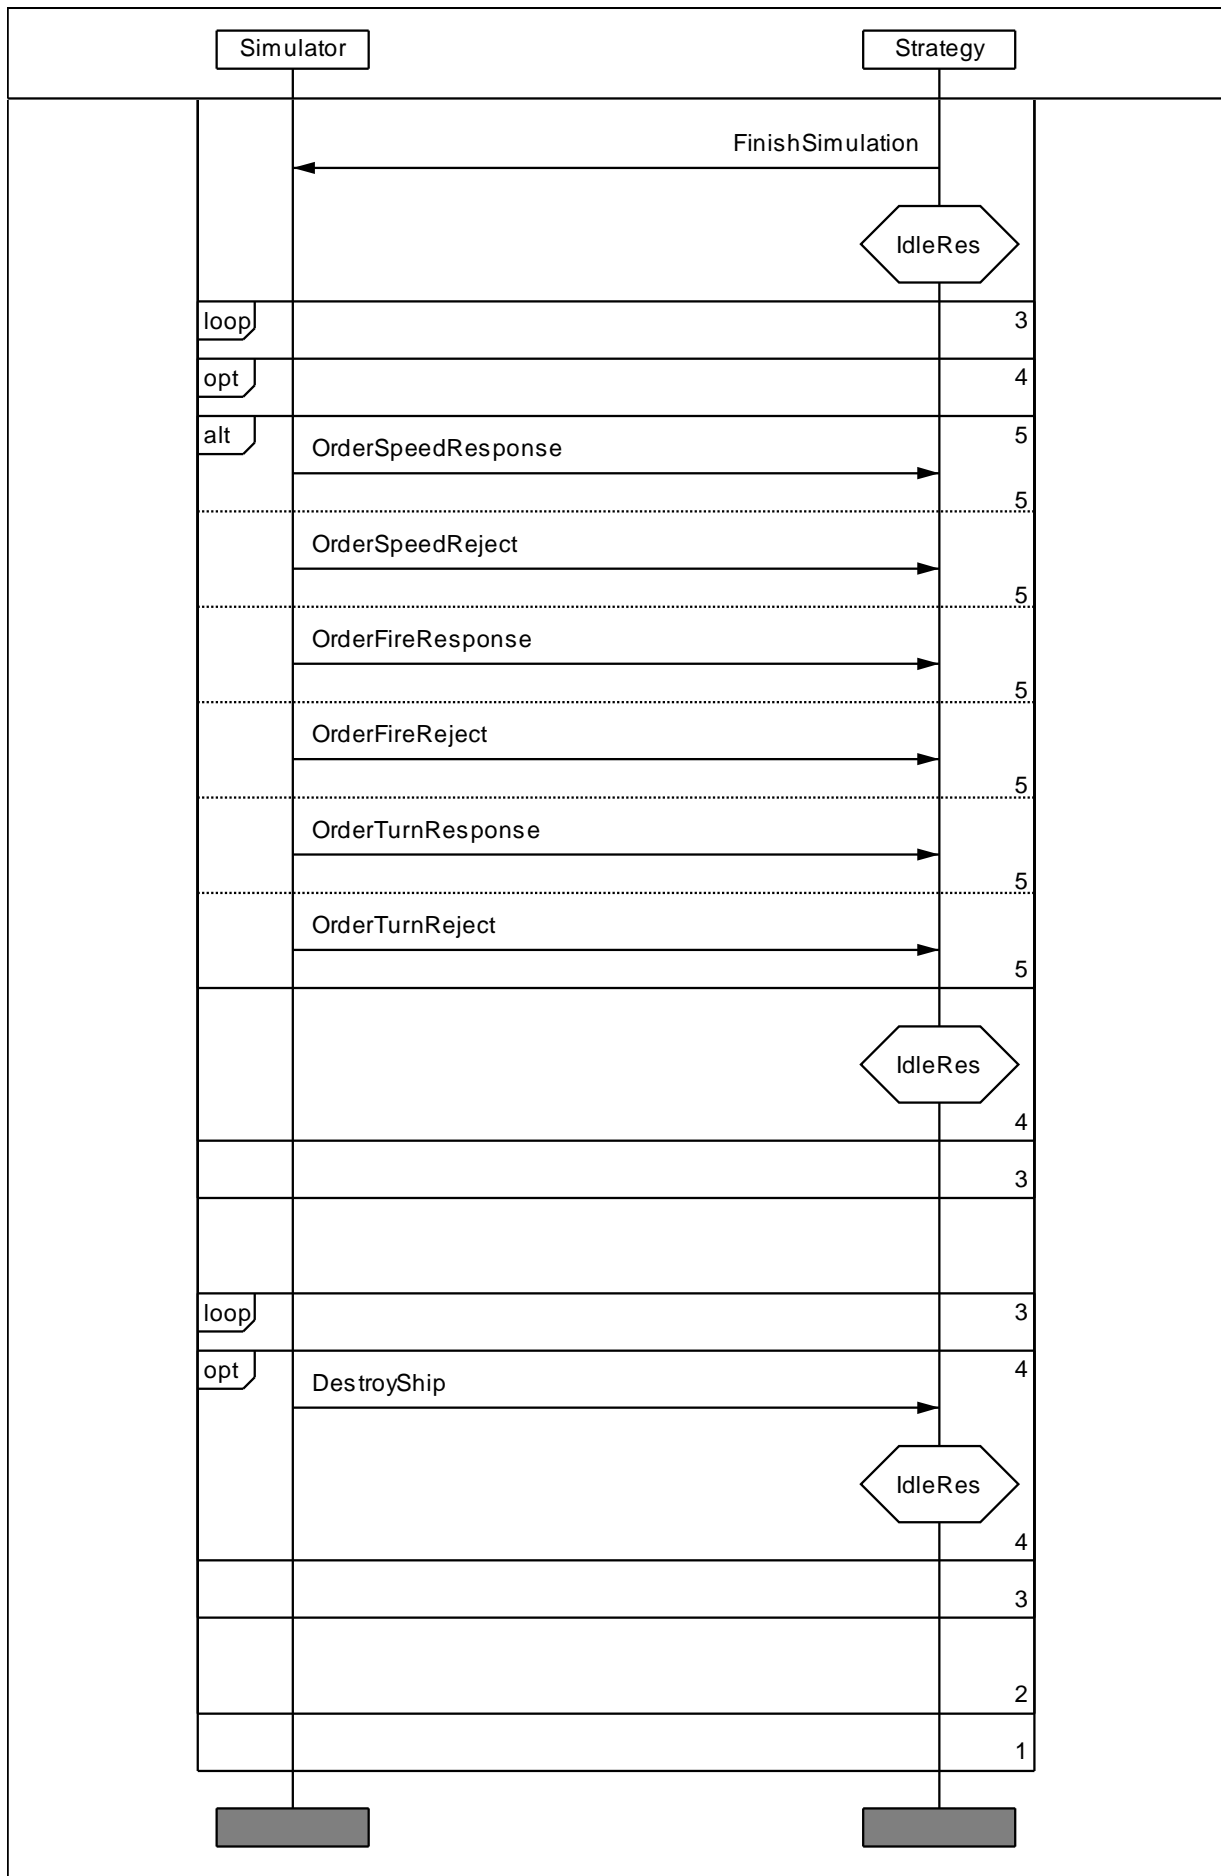 Simulator
Strategy
FinishSimulation
IdleRes
loop
3
opt
4
alt
5
OrderSpeedResponse
5
OrderSpeedReject
5
OrderFireResponse
5
OrderFireReject
5
OrderTurnResponse
5
OrderTurnReject
5
IdleRes
4
3
loop
3
opt
4
DestroyShip
IdleRes
4
3
2
1